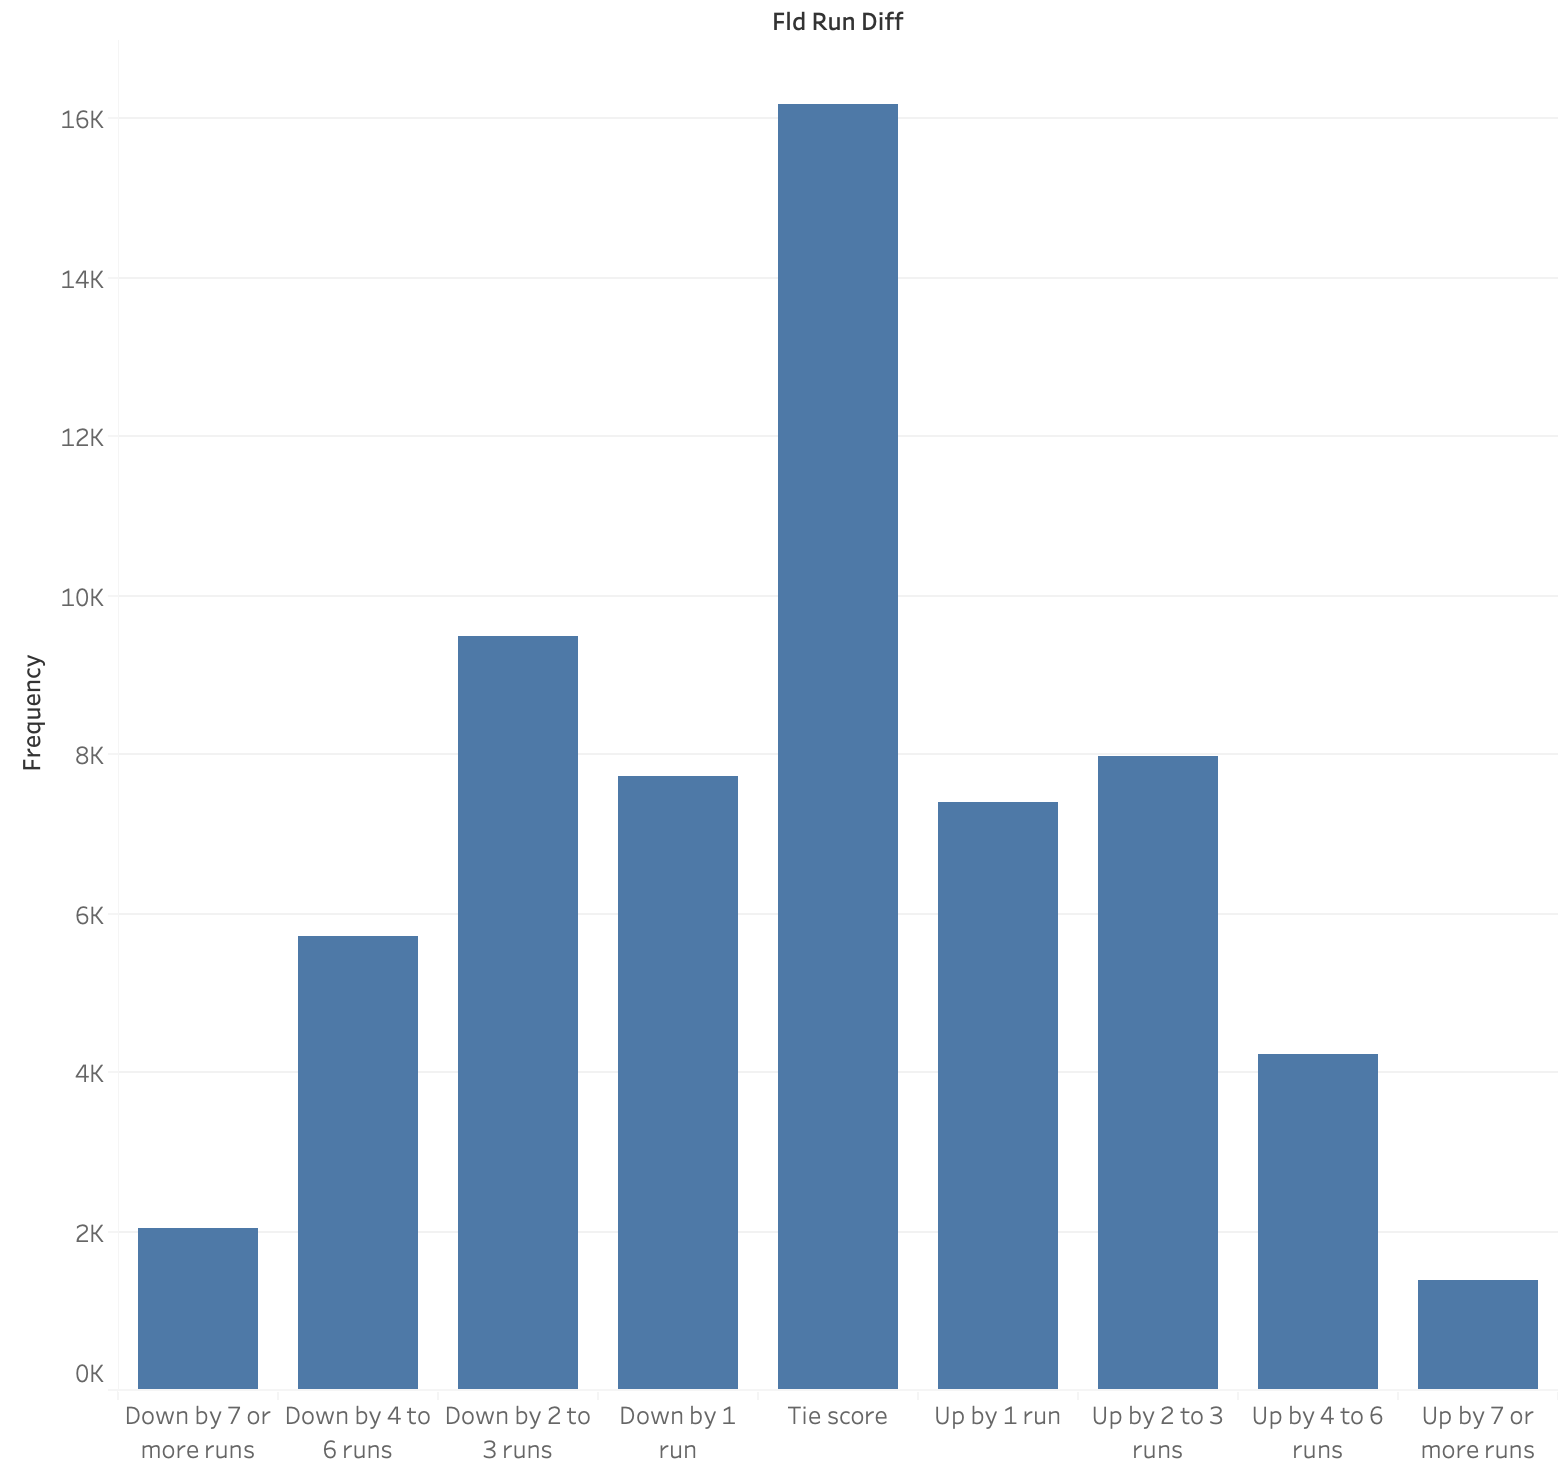 Fld Run Diff
16K
14K
12K
10K
8K
6K
4K
2K
0K
Frequency
Down by 7 or
more runs
Down by 4 to
6 runs
Down by 2 to
3 runs
Down by 1
run
Tie score
Up by 1 run
Up by 2 to 3
runs
Up by 4 to 6
runs
Up by 7 or
more runs